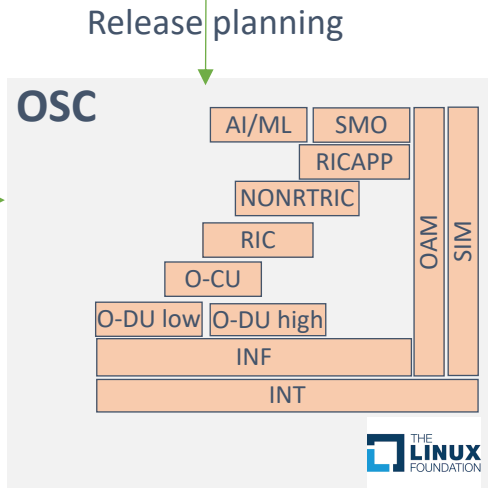 Release planning
OSC
AI/ML SMO
RICAPP
NONRTRIC
RIC
O-CU
O-DU low O-DU high
INF
INT
OAM
SIM
THE
LINUX
FOUNDATION